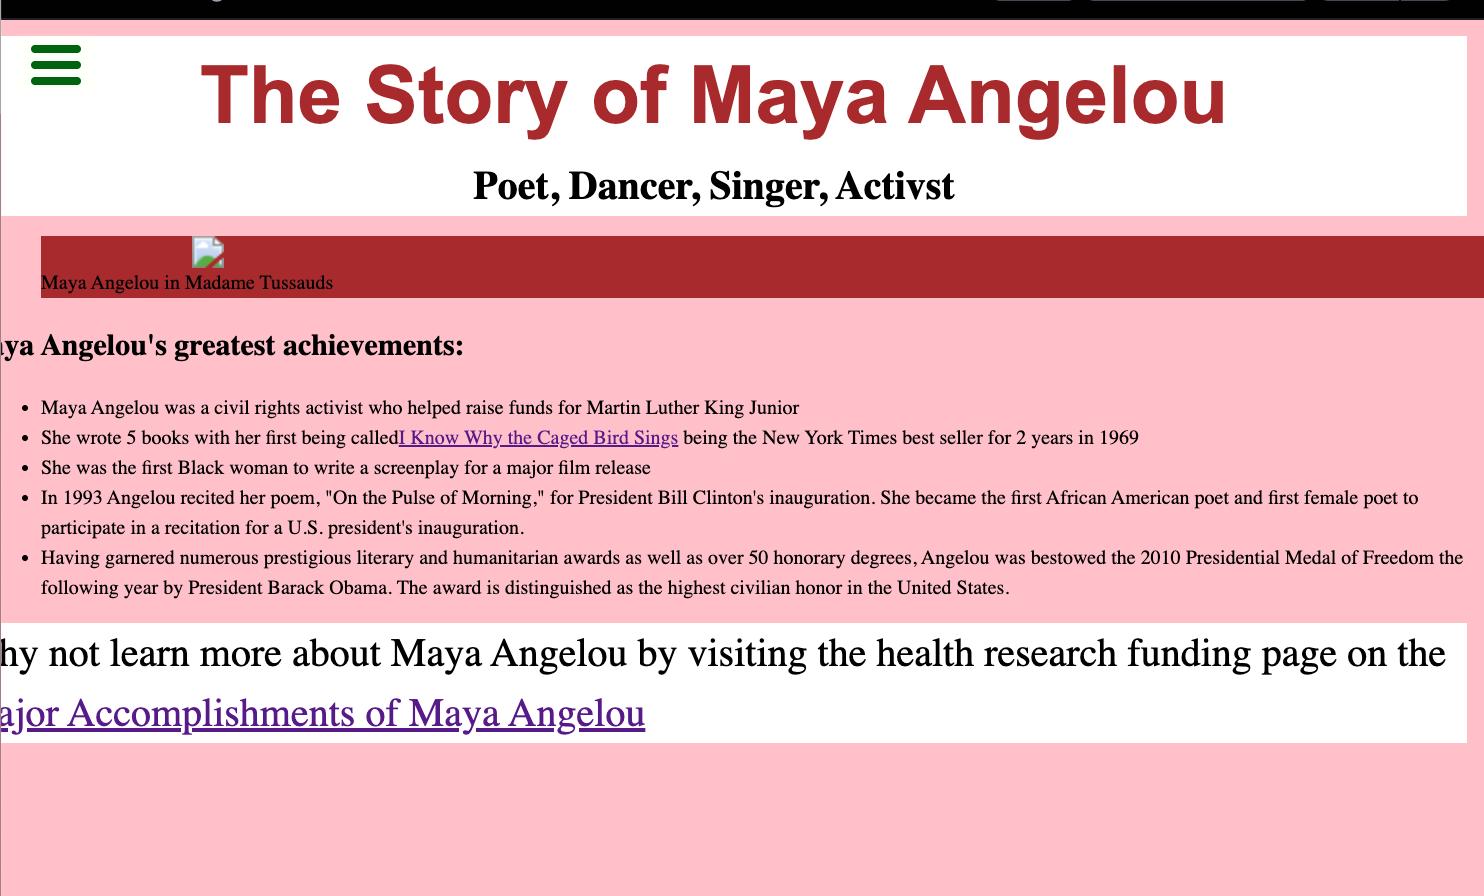 The Story of Maya Angelou
Poet, Dancer, Singer, Activst
Maya Angelou in Madame Tussauds
ya Angelou's greatest achievements:
Maya Angelou was a civil rights activist who helped raise funds for Martin Luther King Junior
She wrote 5 books with her first being calledI Know Why the Caged Bird Sings being the New York Times best seller for 2 years in 1969
She was the first Black woman to write a screenplay for a major film release
In 1993 Angelou recited her poem, "On the Pulse of Morning," for President Bill Clinton's inauguration. She became the first African American poet and first female poet to
participate in a recitation for a U.S. president's inauguration.
Having garnered numerous prestigious literary and humanitarian awards as well as over 50 honorary degrees, Angelou was bestowed the 2010 Presidential Medal of Freedom the
following year by President Barack Obama. The award is distinguished as the highest civilian honor in the United States.
hy not learn more about Maya Angelou by visiting the health research funding page on the
ajor Accomplishments of Maya Angelou